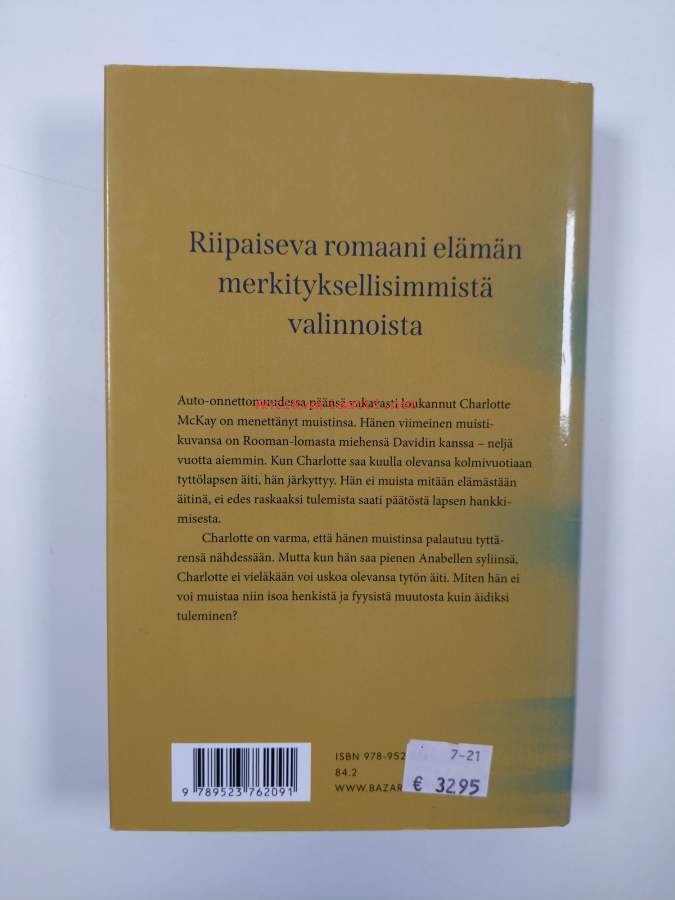 Riipaiseva romaani elämän
merkityksellisimmistä
valinnoista
Auto-onnettomuudessa päänsä vakavasti loukannut Charlotte
McKay on menettänyt muistinsa. Hänen viimeinen muisti-
kuvansa on Rooman-lomasta miehensä Davidin kanssa – neljä
vuotta aiemmin. Kun Charlotte saa kuulla olevansa kolmivuotiaan
tyttölapsen äiti, hän järkyttyy. Hän ei muista mitään elämästään
äitinä, ei edes raskaaksi tulemista saati päätöstä lapsen hankki-
misesta.
Charlotte on varma, että hänen muistinsa palautuu tyttä-
rensä nähdessään. Mutta kun hän saa pienen Anabellen syliinsä,
Charlotte ei vieläkään voi uskoa olevansa tytön äiti. Miten hän ei
voi muistaa niin isoa henkistä ja fyysistä muutosta kuin äidiksi
tuleminen?
ISBN 978-952
84.2
WWW.BAZAR
7-21
€ 32.95
9 789523 762091